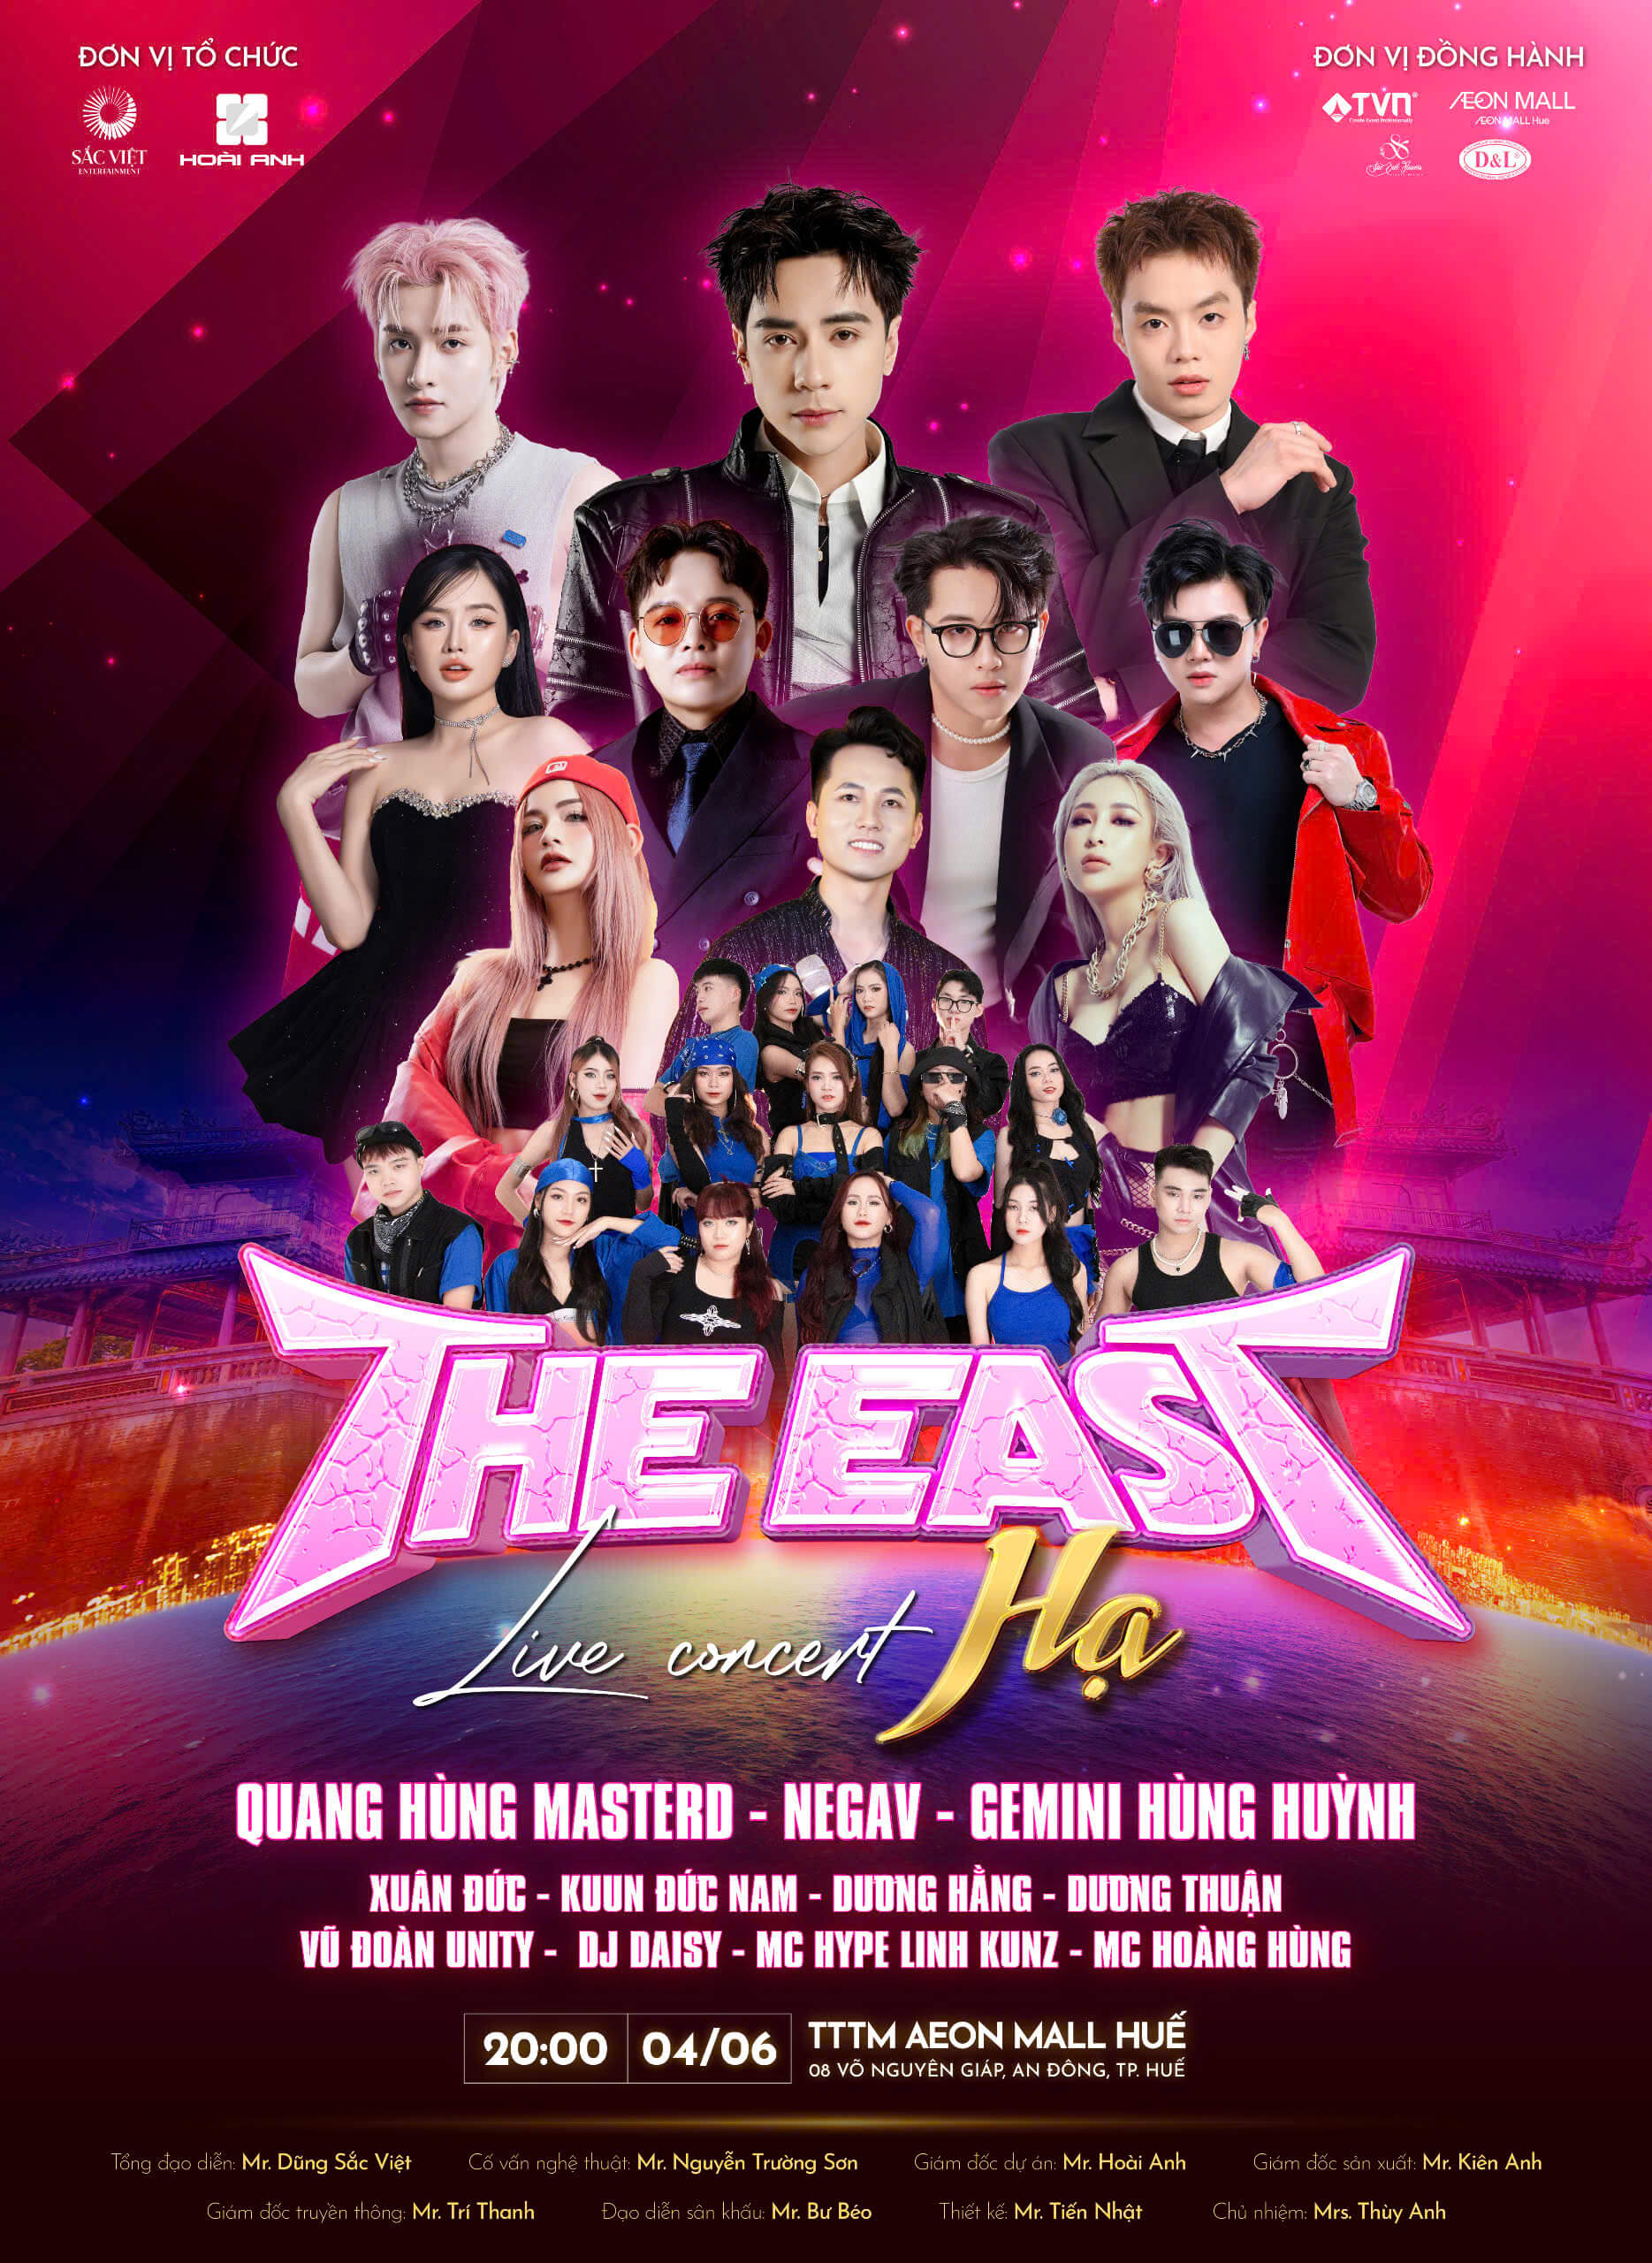 ĐƠN VỊ TỔ CHỨC
SẮC VIỆT
ENTERTAINMENT
HOÀI ANH
ĐƠN VỊ ĐỒNG HÀNH
TVN
ÆON MALL
ÆON MALL Hue
D&L
THE EAST
Live concert Hạ
QUANG HÙNG MASTERD - NEGAV - GEMINI HÙNG HUỲNH
XUÂN ĐỨC - KUUN ĐỨC NAM - DƯƠNG HẰNG - DƯƠNG THUẬN
VŨ ĐOÀN UNITY - DJ DAISY - MC HYPE LINH KUNZ - MC HOÀNG HÙNG
20:00 04/06
TTTM AEON MALL HUẾ
08 VÕ NGUYÊN GIÁP, AN ĐÔNG, TP. HUẾ
Tổng đạo diễn: Mr. Dũng Sắc Việt Cố vấn nghệ thuật: Mr. Nguyễn Trường Sơn Giám đốc dự án: Mr. Hoài Anh Giám đốc sản xuất: Mr. Kiên Anh
Giám đốc truyền thông: Mr. Trí Thanh Đạo diễn sân khấu: Mr. Bư Béo Thiết kế: Mr. Tiến Nhật Chủ nhiệm: Mrs. Thùy Anh